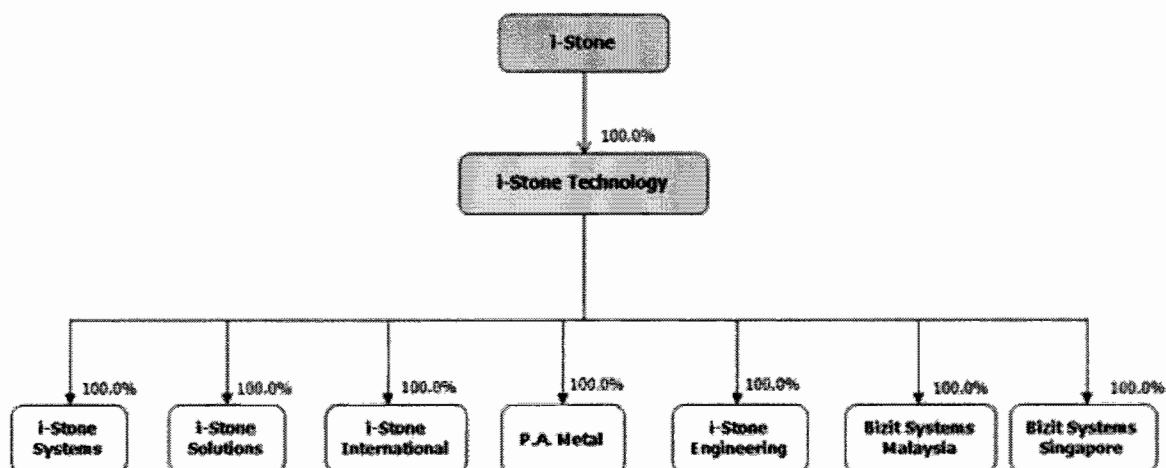 i-Stone
100.0%
i-Stone Technology
100.0% 100.0% 100.0% 100.0% 100.0% 100.0% 100.0%
i-Stone
Systems
i-Stone
Solutions
i-Stone
International
P.A. Metal
i-Stone
Engineering
Bizit Systems
Malaysia
Bizit Systems
Singapore